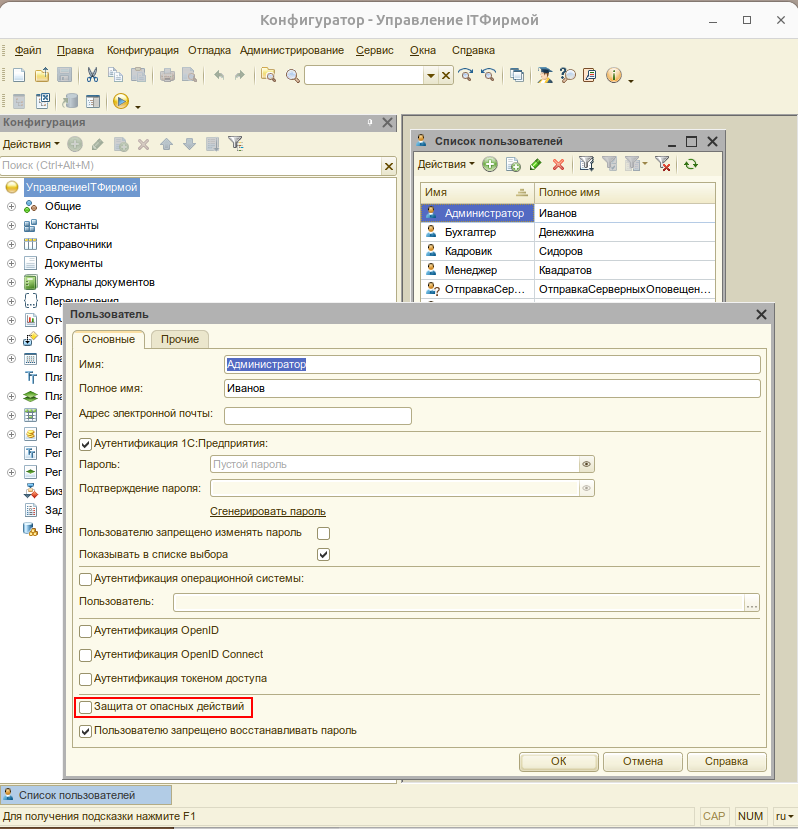 Конфигуратор - Управление ITФирмой
Файл Правка Конфигурация Отладка Администрирование Сервис Окна Справка
Конфигурация
Действия
Поиск (Ctrl+Alt+M)
УправлениеITФирмой
Общие
Константы
Справочники
Документы
Журналы документов
Перечисления
Отч
Обр
Пла
Пла
Пла
Рег
Рег
Рег
Рег
Биз
Зад
Вне
Список пользователей
Действия
Имя Полное имя
Администратор Иванов
Бухгалтер Денежкина
Кадровик Сидоров
Менеджер Квадратов
ОтправкаСер... ОтправкаСерверныхОповещен...
Пользователь
Основные Прочие
Имя: Администратор
Полное имя: Иванов
Адрес электронной почты:
Аутентификация 1С:Предприятия:
Пароль: Пустой пароль
Подтверждение пароля:
Сгенерировать пароль
Пользователю запрещено изменять пароль
Показывать в списке выбора
Аутентификация операционной системы:
Пользователь: ...
Аутентификация OpenID
Аутентификация OpenID Connect
Аутентификация токеном доступа
Защита от опасных действий
Пользователю запрещено восстанавливать пароль
ОК Отмена Справка
Список пользователей
Для получения подсказки нажмите F1 CAP NUM ru